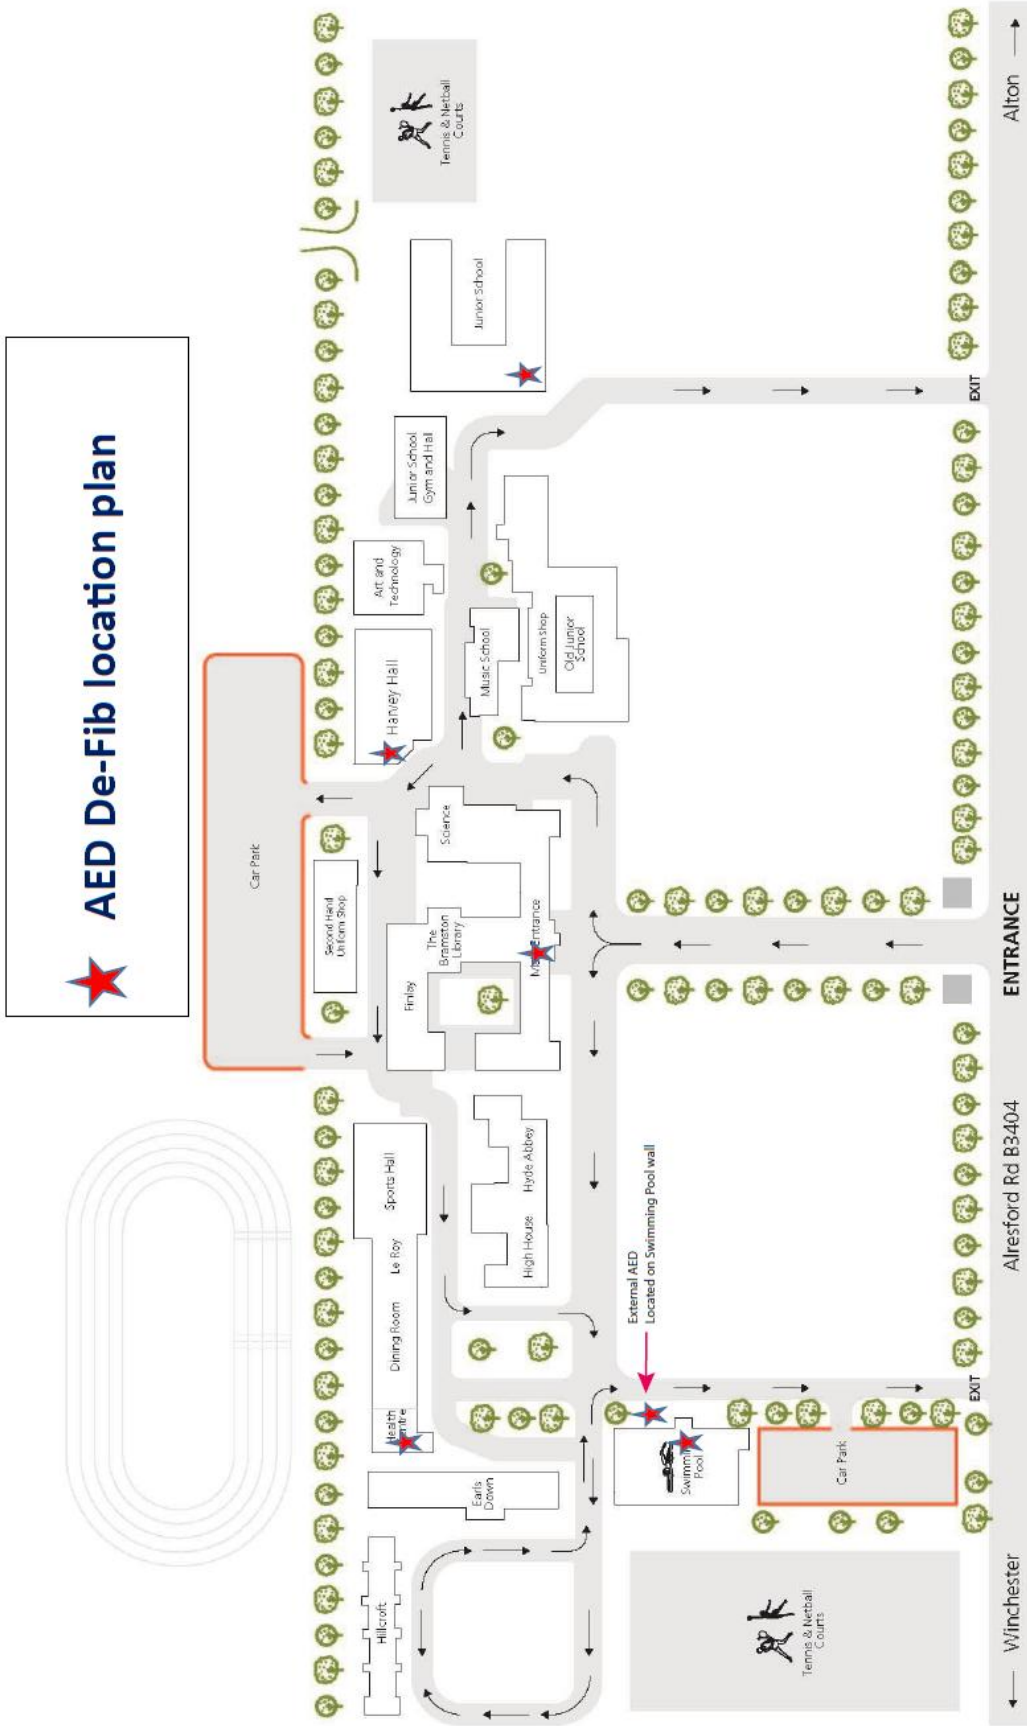 AED De-Fib location plan
Car Park
Second Hand
Uniform Shop
Hillcroft
Health
Dining Room
Le Roy
Sports Hall
Finlay
The
Bramston
Library
Science
Harvey Hall
Art and
Technology
Junior School
Gym and Hall
Tennis & Netball
Courts
Earls
Down
High House
Hyde Abbey
Entrance
Music School
Uniform Shop
Old Junior
School
Junior School
External AED
Located on Swimming Pool wall
Swimming
Pool
Tennis & Netball
Courts
Car Park
EXIT
ENTRANCE
EXIT
Winchester
Alresford Rd B3404
Alton